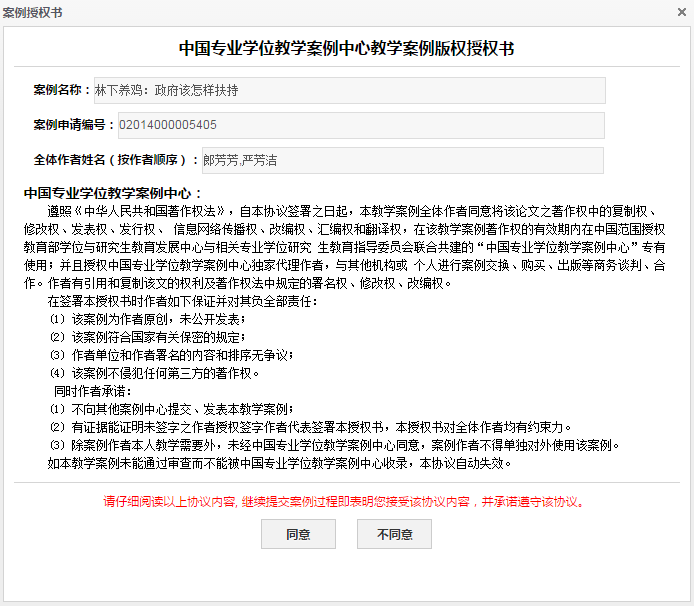 案例授权书
中国专业学位教学案例中心教学案例版权授权书
案例名称：林下养鸡：政府该怎样扶持
案例申请编号：02014000005405
全体作者姓名（按作者顺序）：郎芳芳,严芳洁
中国专业学位教学案例中心：
遵照《中华人民共和国著作权法》，自本协议签署之日起，本教学案例全体作者同意将该论文之著作权中的复制权、
修改权、发表权、发行权、 信息网络传播权、改编权、汇编权和翻译权，在该教学案例著作权的有效期内在中国范围授权
教育部学位与研究生教育发展中心与相关专业学位研究 生教育指导委员会联合共建的“中国专业学位教学案例中心”专有
使用；并且授权中国专业学位教学案例中心独家代理作者，与其他机构或 个人进行案例交换、购买、出版等商务谈判、合
作。作者有引用和复制该文的权利及著作权法中规定的署名权、修改权、改编权。
在签署本授权书时作者如下保证并对其负全部责任：
（1）该案例为作者原创，未公开发表；
（2）该案例符合国家有关保密的规定；
（3）作者单位和作者署名的内容和排序无争议；
（4）该案例不侵犯任何第三方的著作权。
同时作者承诺：
（1）不向其他案例中心提交、发表本教学案例；
（2）有证据能证明未签字之作者授权签字作者代表签署本授权书，本授权书对全体作者均有约束力。
（3）除案例作者本人教学需要外，未经中国专业学位教学案例中心同意，案例作者不得单独对外使用该案例。
如本教学案例未能通过审查而不能被中国专业学位教学案例中心收录，本协议自动失效。
请仔细阅读以上协议内容, 继续提交案例过程即表明您接受该协议内容，并承诺遵守该协议。
同意 不同意